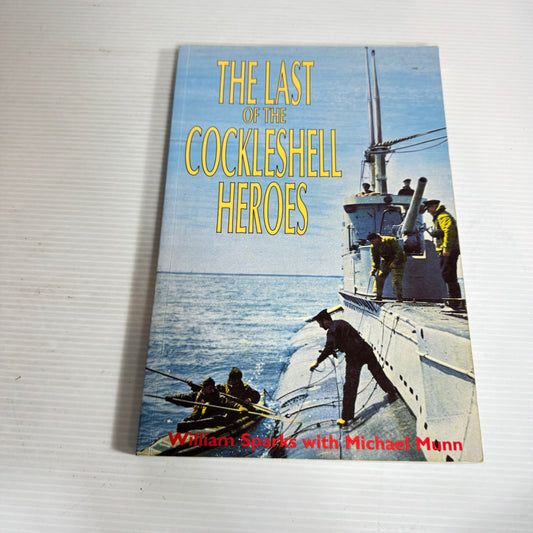 THE LAST
OF THE
COCKLESHELL
HEROES
William Sparks with Michael Munn